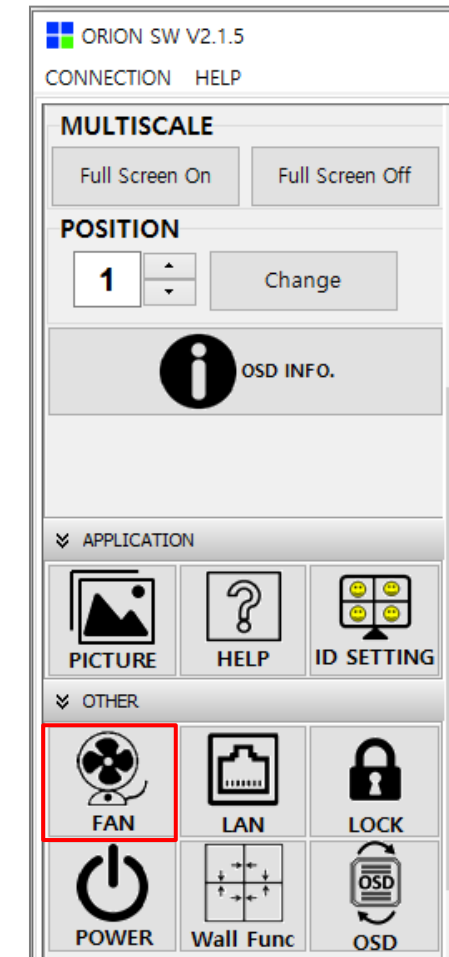 ORION SW V2.1.5
CONNECTION HELP
MULTISCALE
Full Screen On Full Screen Off
POSITION
1 Change
OSD INFO.
APPLICATION
PICTURE HELP ID SETTING
OTHER
FAN LAN LOCK
OSD
POWER Wall Func OSD